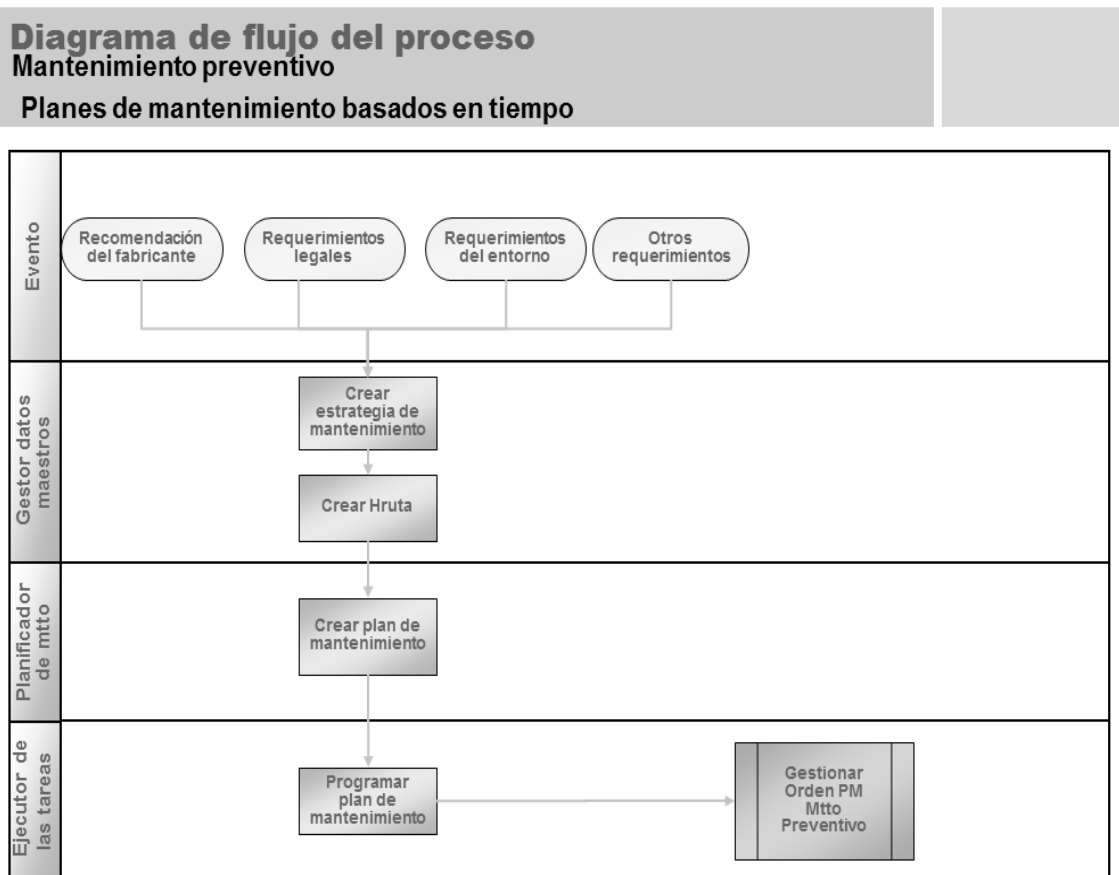 Diagrama de flujo del proceso
Mantenimiento preventivo
Planes de mantenimiento basados en tiempo
Evento
Recomendación
del fabricante
Requerimientos
legales
Requerimientos
del entorno
Otros
requerimientos
Gestor datos
maestros
Crear
estrategia de
mantenimiento
Crear Hruta
Planificador
de mtto
Crear plan de
mantenimiento
Ejecutor de
las tareas
Programar
plan de
mantenimiento
Gestionar
Orden PM
Mtto
Preventivo